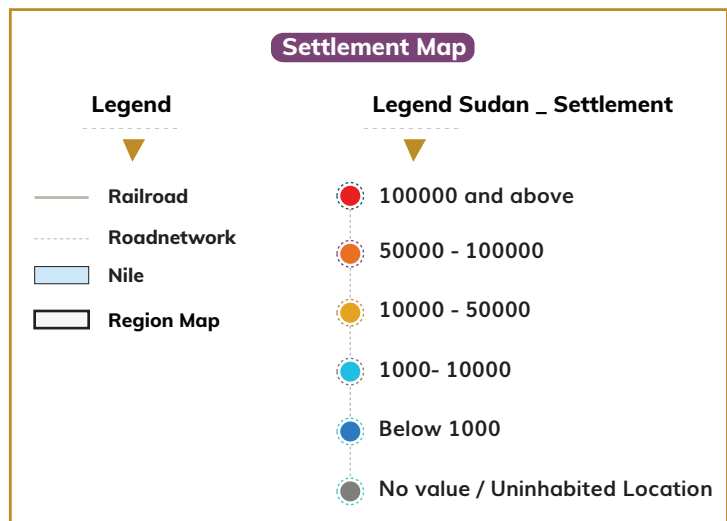 Settlement Map
Legend
Railroad
Roadnetwork
Nile
Region Map
Legend Sudan _ Settlement
100000 and above
50000 - 100000
10000 - 50000
1000- 10000
Below 1000
No value / Uninhabited Location